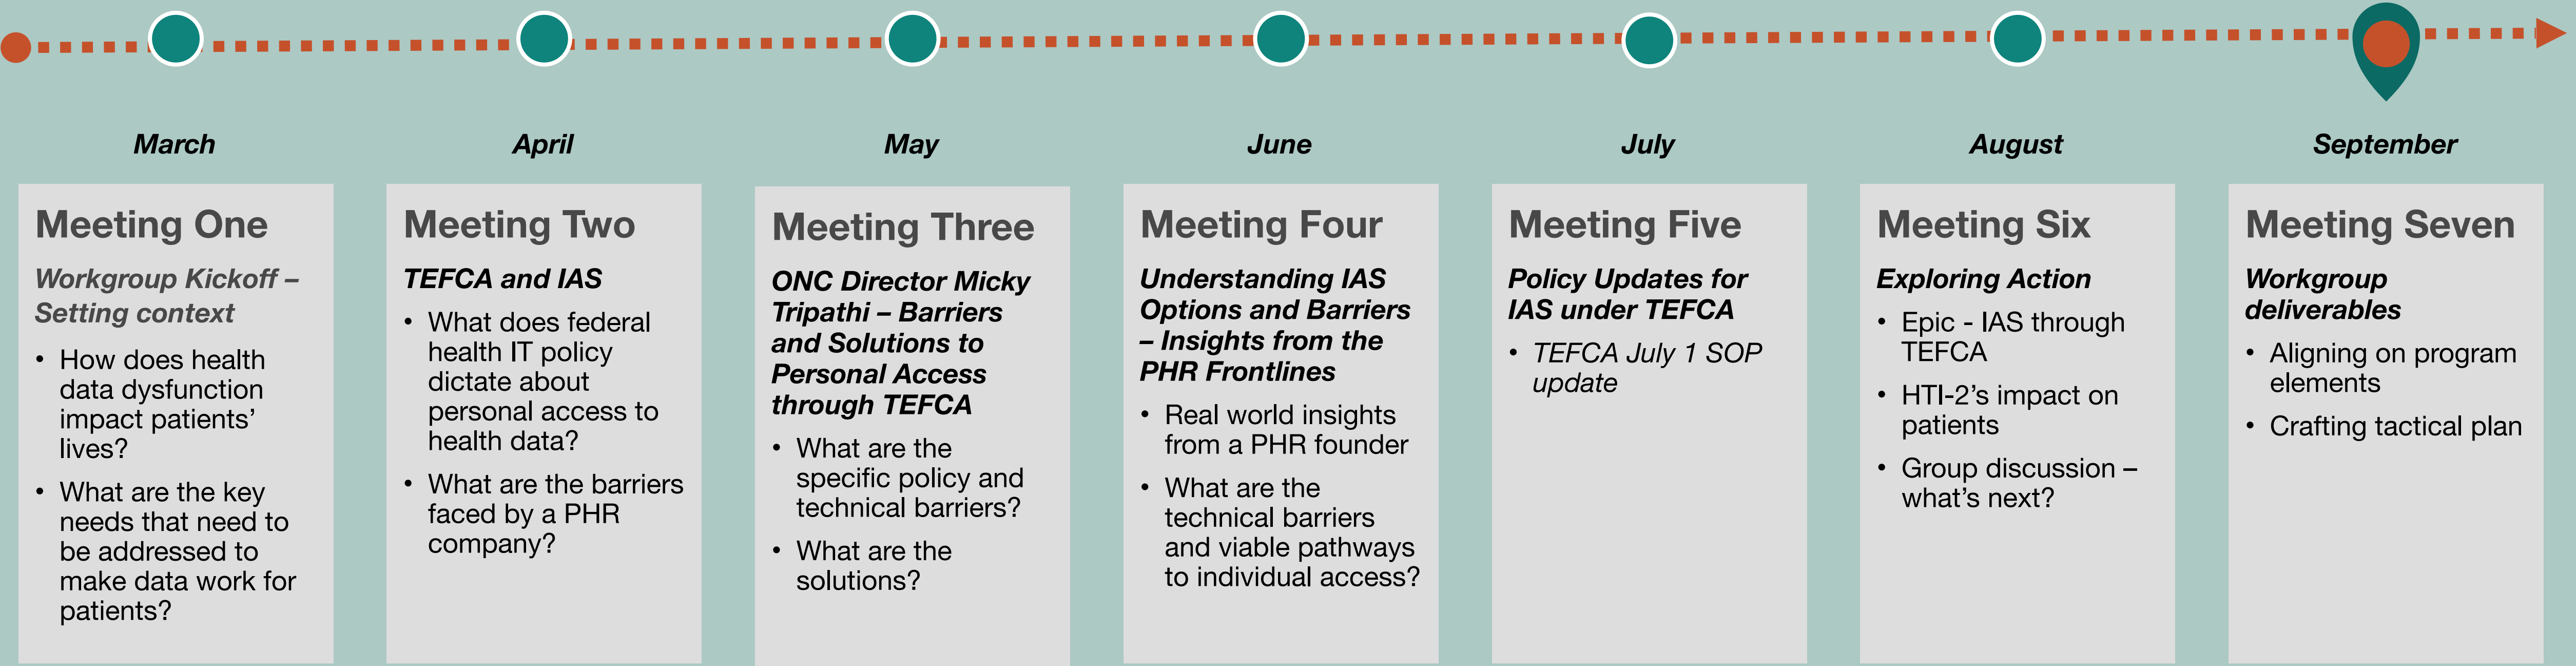 March
April
May
June
July
August
September
Meeting One
Workgroup Kickoff –
Setting context
• How does health
data dysfunction
impact patients’
lives?
• What are the key
needs that need to
be addressed to
make data work for
patients?
Meeting Two
TEFCA and IAS
• What does federal
health IT policy
dictate about
personal access to
health data?
• What are the barriers
faced by a PHR
company?
Meeting Three
ONC Director Micky
Tripathi – Barriers
and Solutions to
Personal Access
through TEFCA
• What are the
specific policy and
technical barriers?
• What are the
solutions?
Meeting Four
Understanding IAS
Options and Barriers
– Insights from the
PHR Frontlines
• Real world insights
from a PHR founder
• What are the
technical barriers
and viable pathways
to individual access?
Meeting Five
Policy Updates for
IAS under TEFCA
• TEFCA July 1 SOP
update
Meeting Six
Exploring Action
• Epic - IAS through
TEFCA
• HTI-2’s impact on
patients
• Group discussion –
what’s next?
Meeting Seven
Workgroup
deliverables
• Aligning on program
elements
• Crafting tactical plan